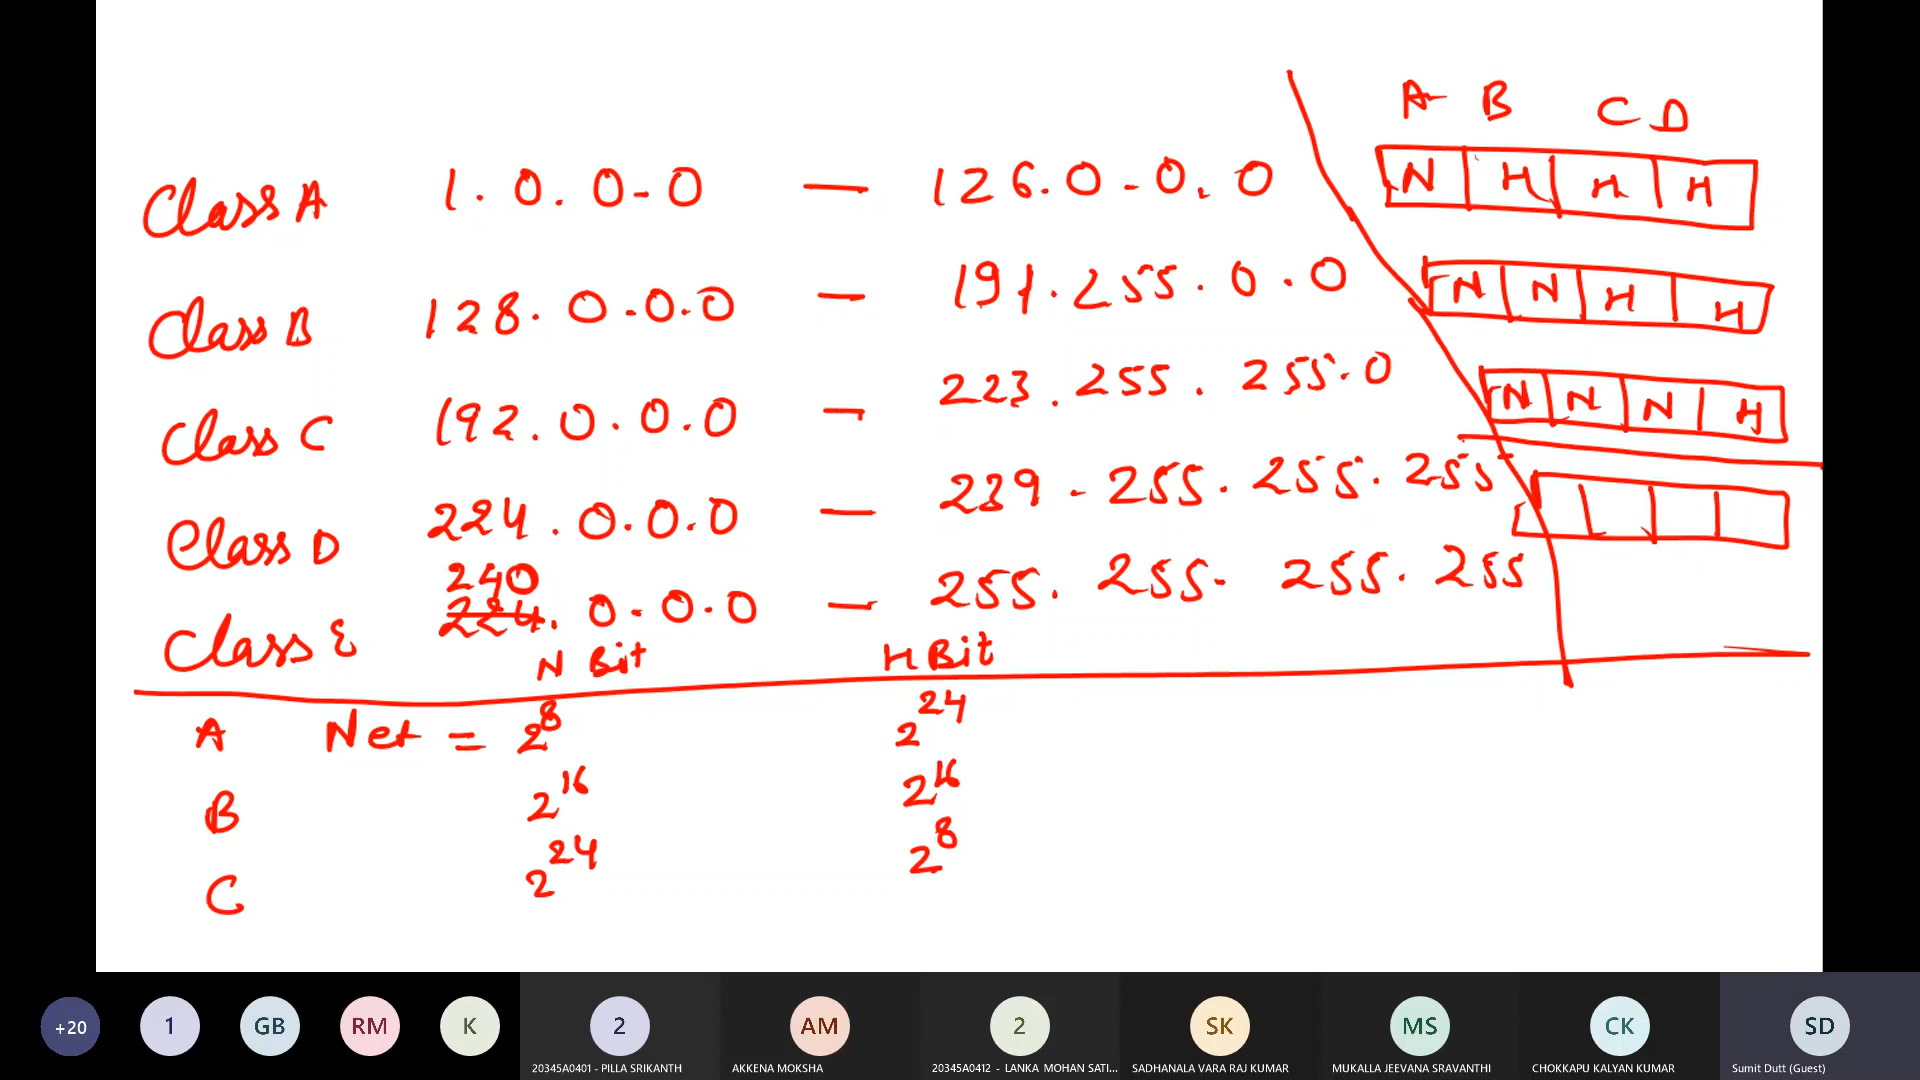 A B C D
Class A 1.0.0-0 — 126.0-0.0 N H H H
Class B 128.0-0.0 — 191.255.0.0 N N H H
Class C 192.0.0.0 — 223.255.255.0 N N N H
Class D 224.0.0.0 — 239-255.255.255
240
Class E 224. 0-0.0 — 255.255-255.255
N Bit H Bit
A Net = 2^8 2^24
B 2^16 2^16
C 2^24 2^8
+20 1 GB RM K 2 AM 2 SK MS CK SD
20345A0401 - PILLA SRIKANTH AKKENA MOKSHA 20345A0412 - LANKA MOHAN SATI... SADHANALA VARA RAJ KUMAR MUKALLA JEEVANA SRAVANTHI CHOKKAPU KALYAN KUMAR Sumit Dutt (Guest)